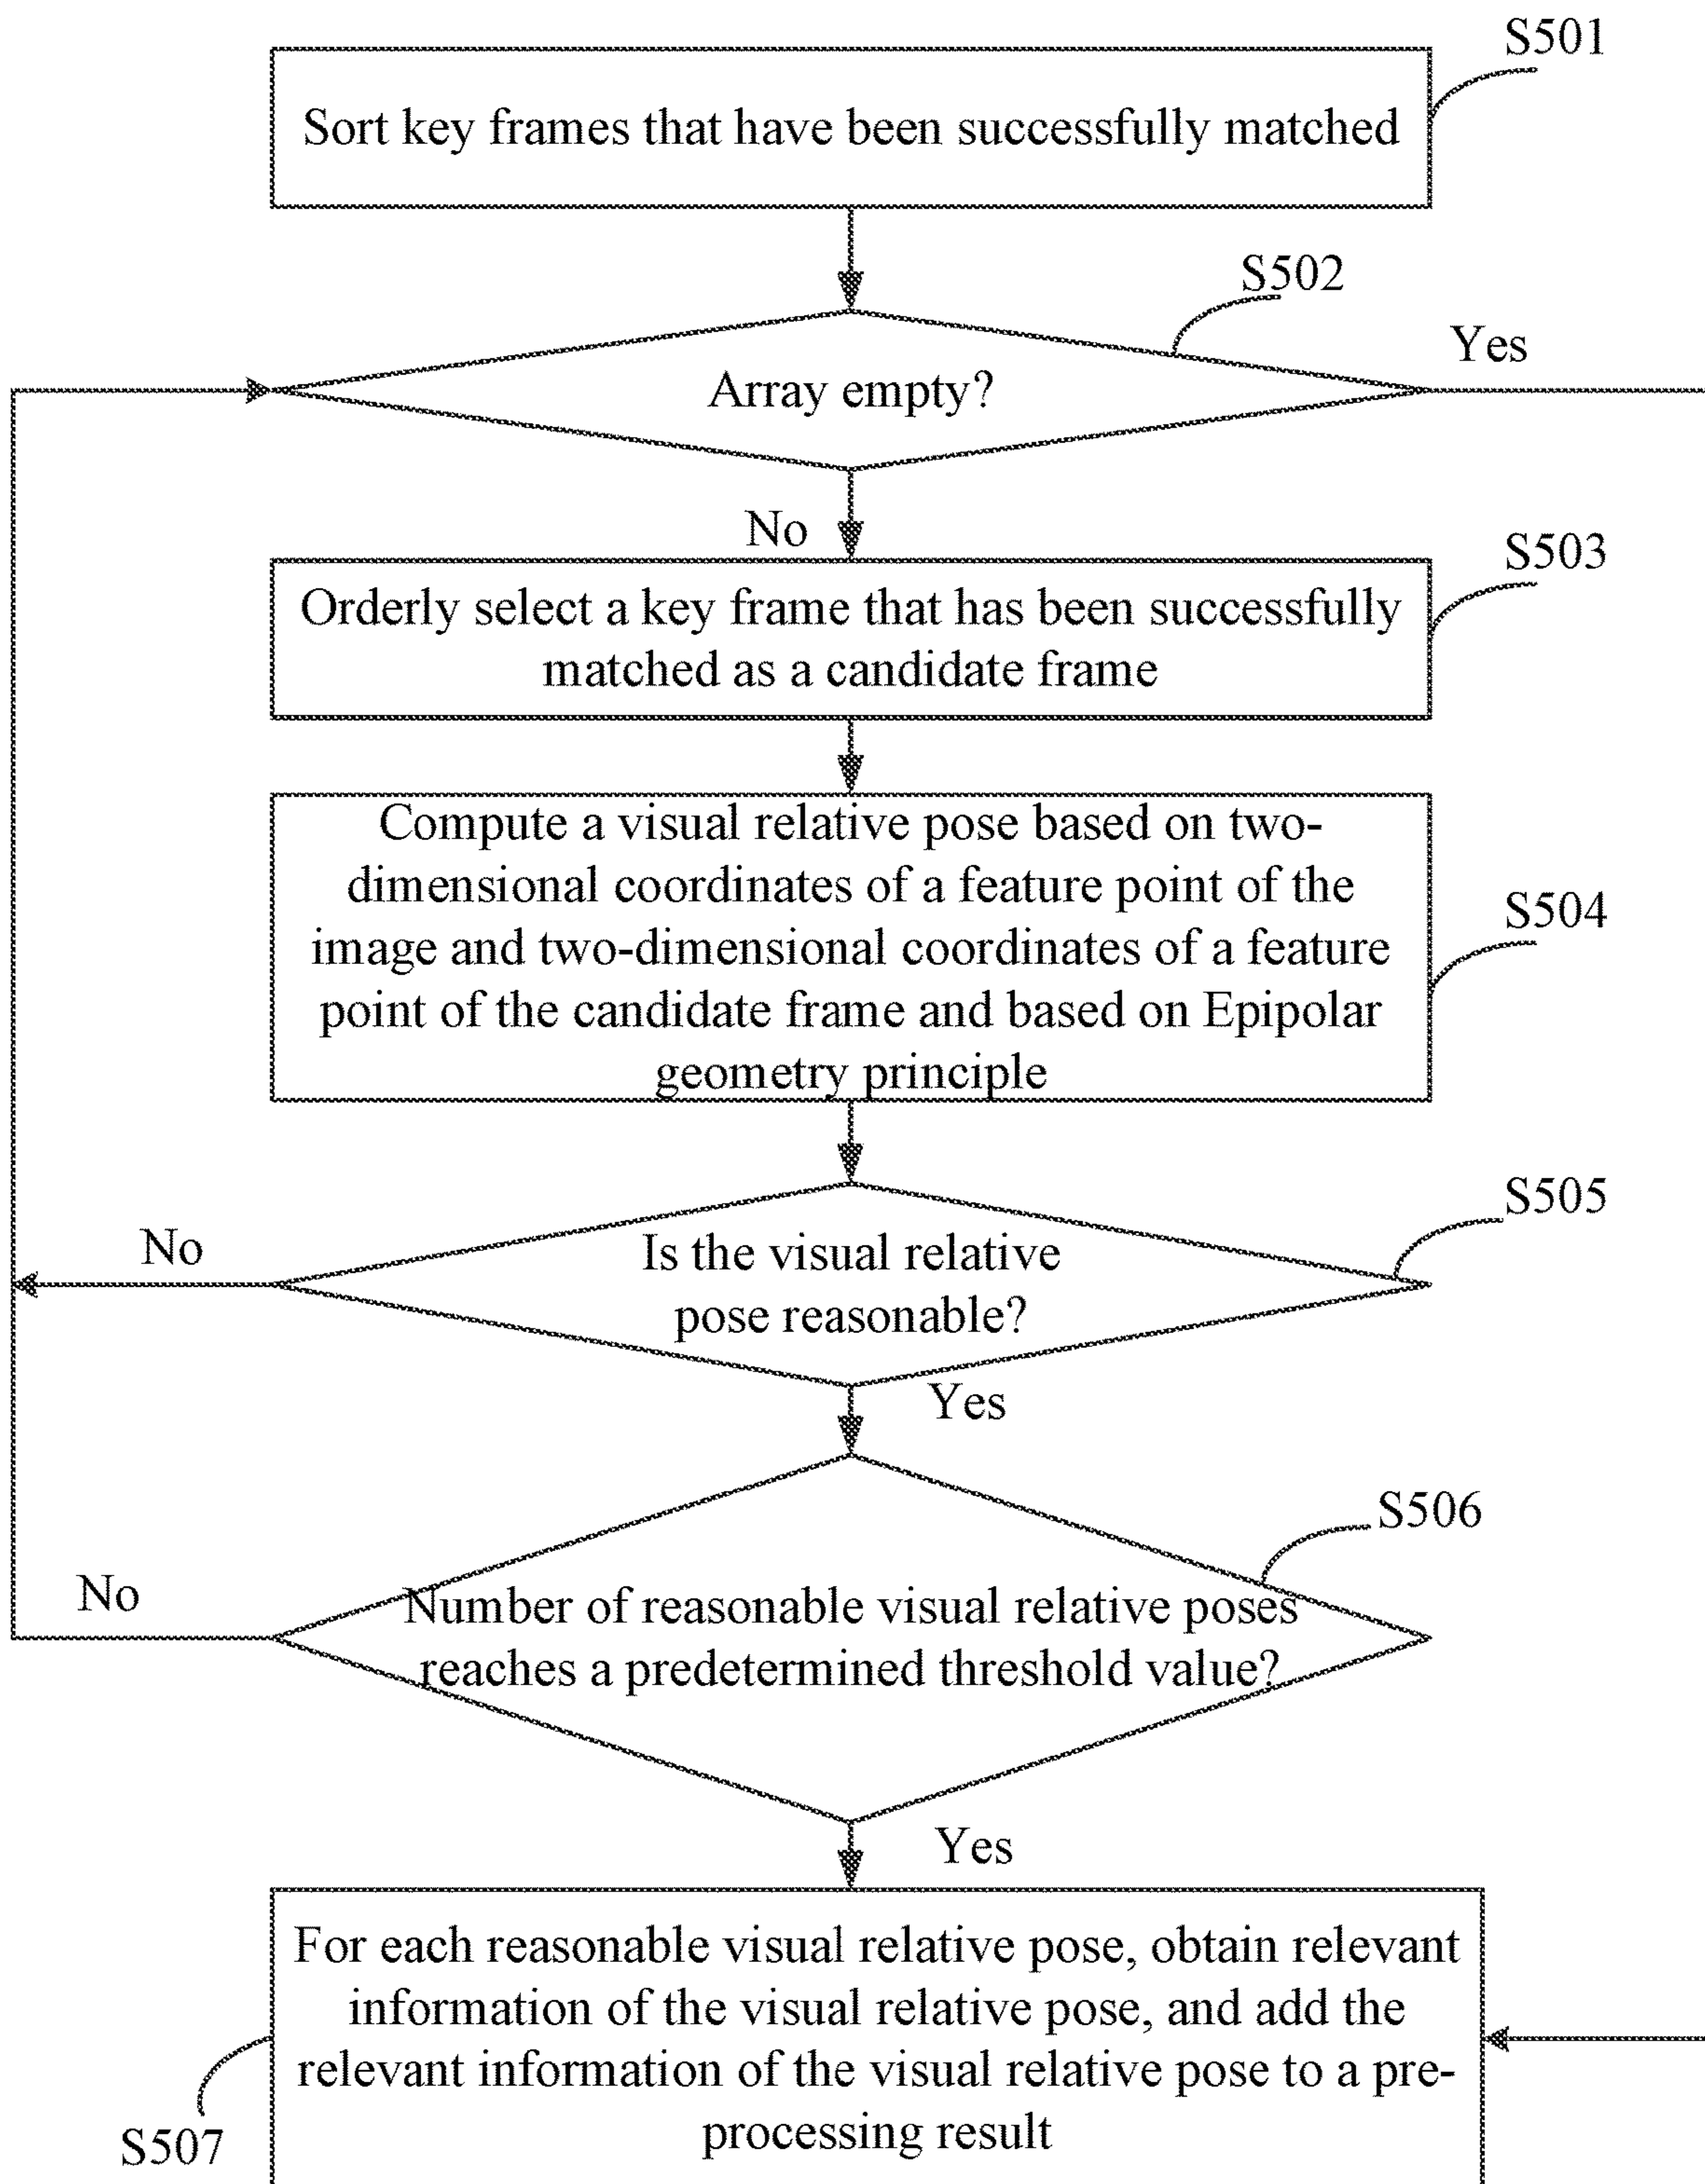 S501
Sort key frames that have been successfully matched
S502
Yes
Array empty?
No
S503
Orderly select a key frame that has been successfully
matched as a candidate frame
Compute a visual relative pose based on two-
dimensional coordinates of a feature point of the
S504
image and two-dimensional coordinates of a feature
point of the candidate frame and based on Epipolar
geometry principle
S505
No
Is the visual relative
pose reasonable?
Yes
S506
No
Number of reasonable visual relative poses
reaches a predetermined threshold value?
Yes
For each reasonable visual relative pose, obtain relevant
information of the visual relative pose, and add the
relevant information of the visual relative pose to a pre-
processing result
S507